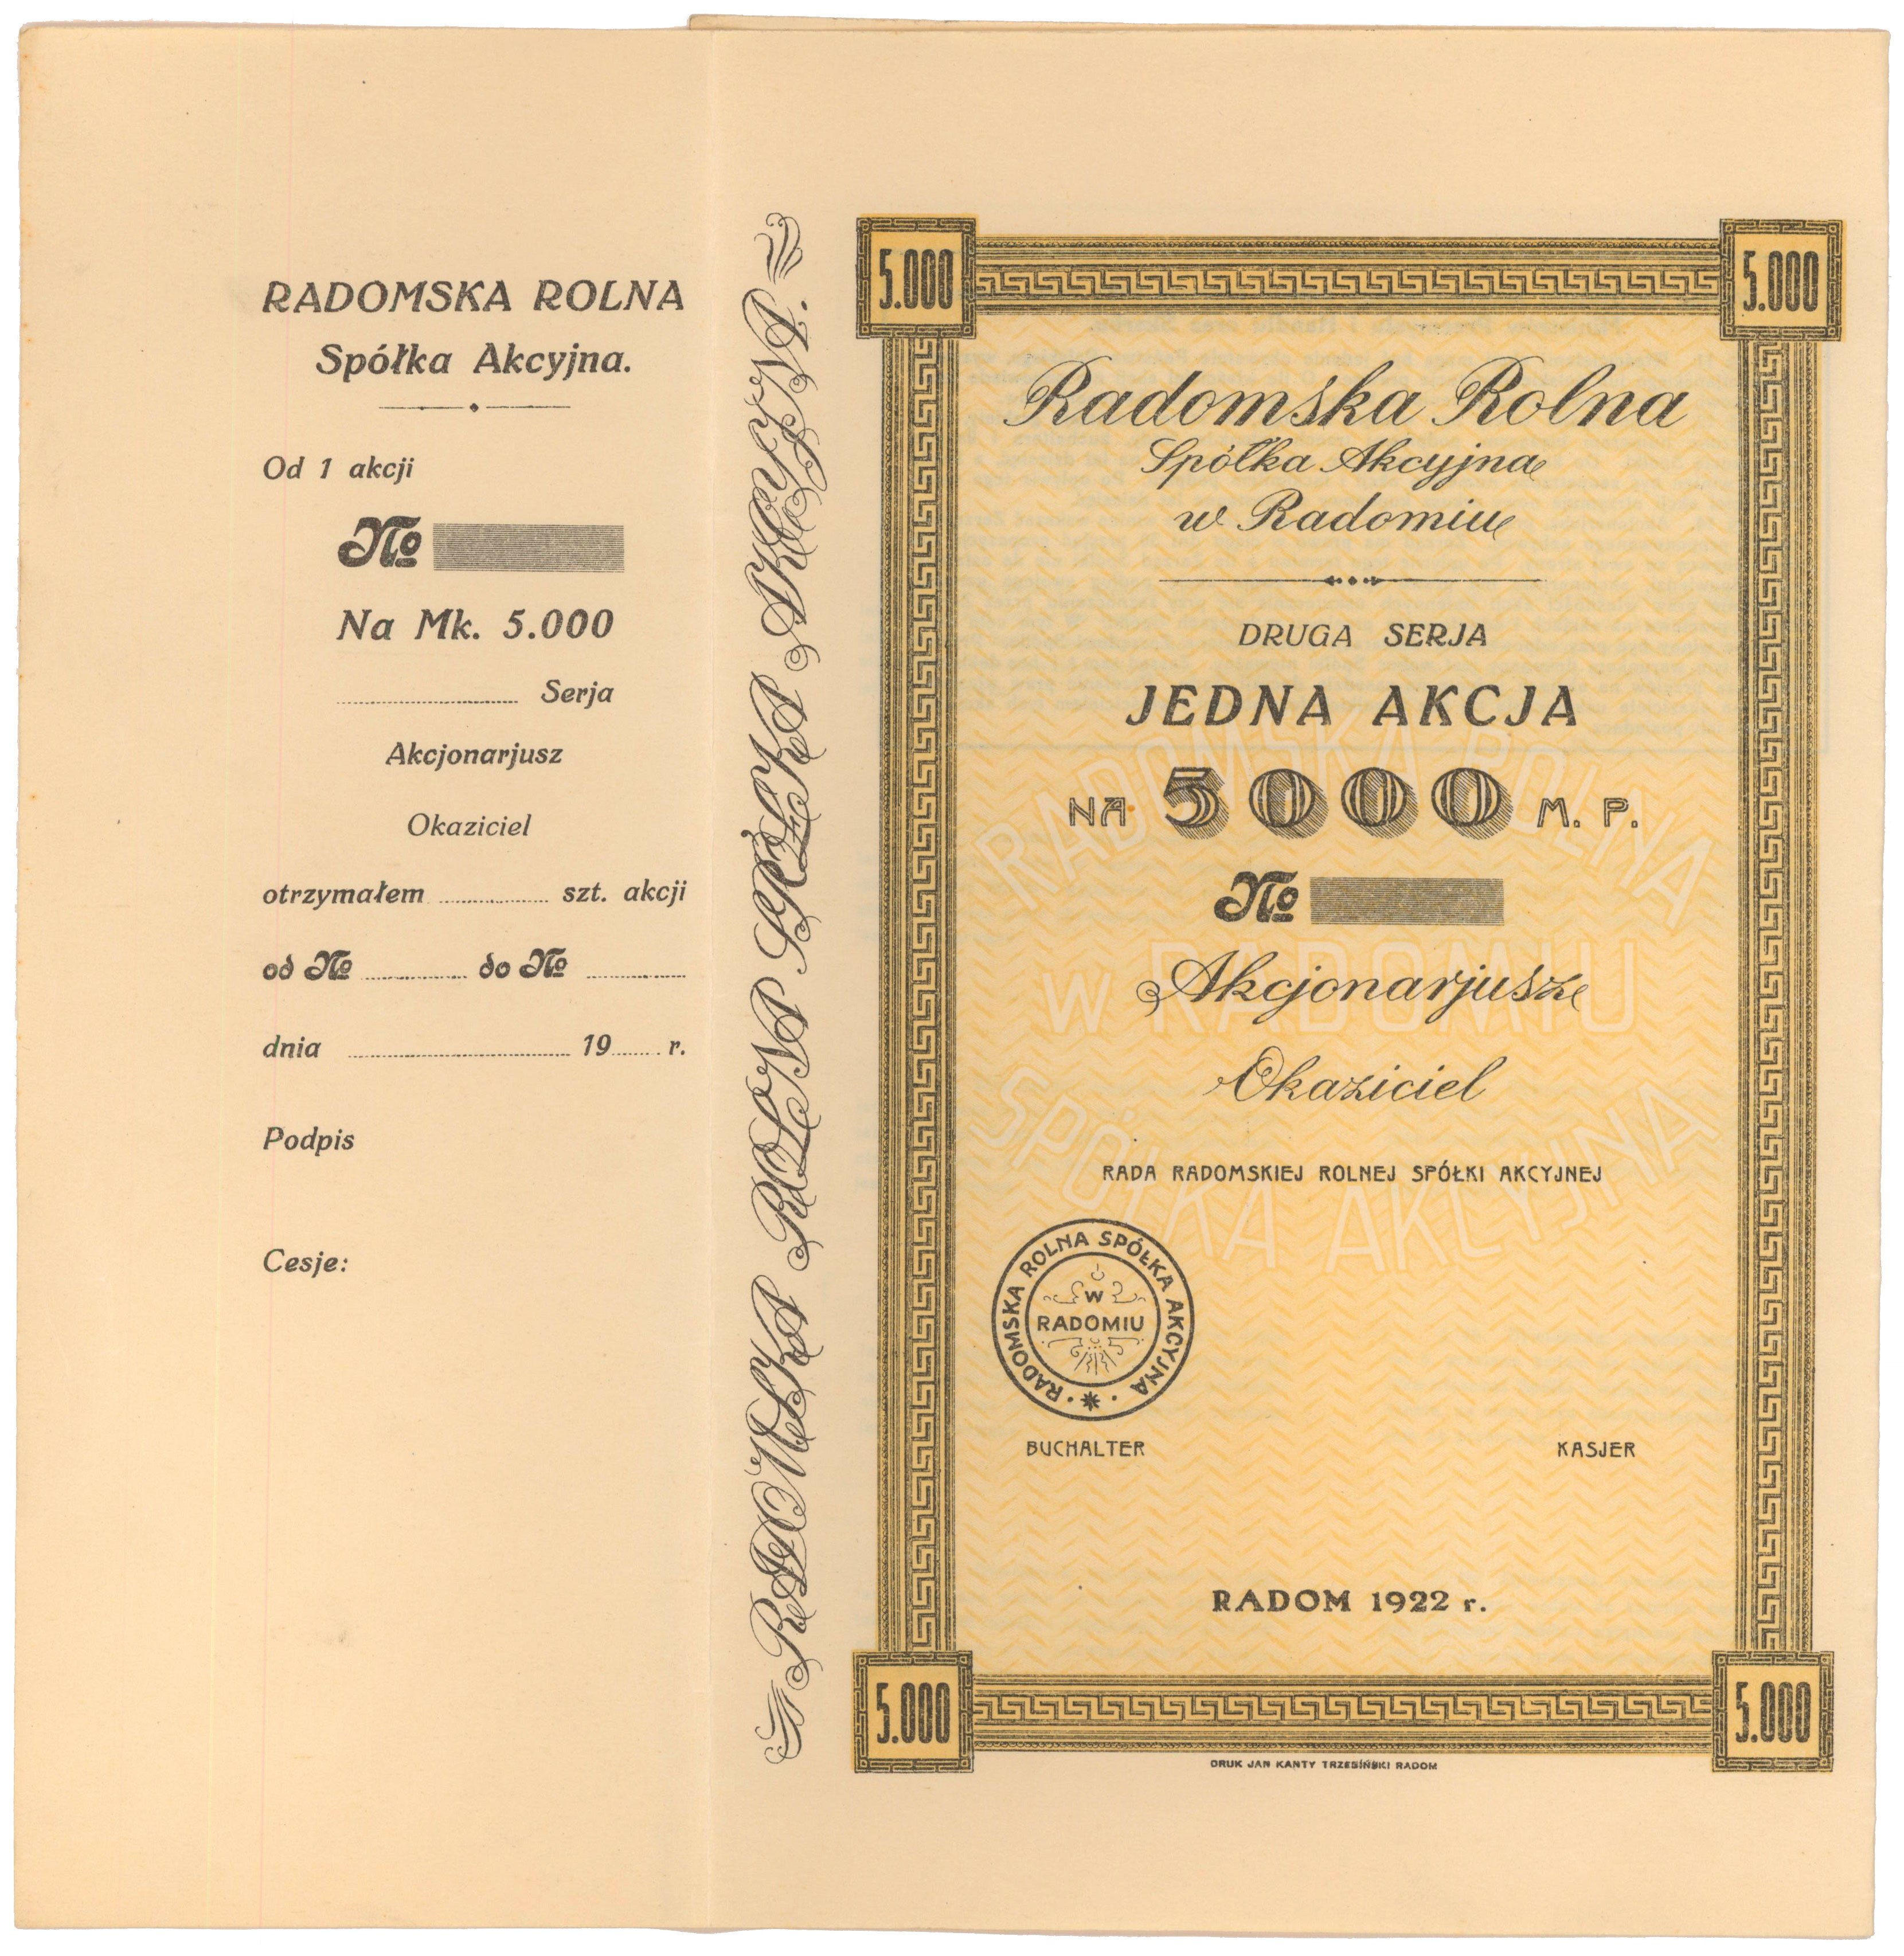 RADOMSKA ROLNA
Spółka Akcyjna.
Od 1 akcji
No
Na Mk. 5.000
Serja
Akcjonarjusz
Okaziciel
otrzymałem szt. akcji
od No do No
dnia 19 r.
Podpis
Cesje:
RADOMSKA ROLNA SPÓŁKA AKCYJNA.
5.000
5.000
Radomska Rolna
Spółka Akcyjna
w Radomiu
DRUGA SERJA
JEDNA AKCJA
NA 5000 M. P.
No
Akcjonarjusz
Okaziciel
RADOMSKA ROLNA
W RADOMIU
SPÓŁKA AKCYJNA
RADA RADOMSKIEJ ROLNEJ SPÓŁKI AKCYJNEJ
RADOMSKA ROLNA SPÓŁKA AKCYJNA
W
RADOMIU
BUCHALTER KASJER
RADOM 1922 r.
5.000
5.000
DRUK JAN KANTY TRZEBIŃSKI RADOM